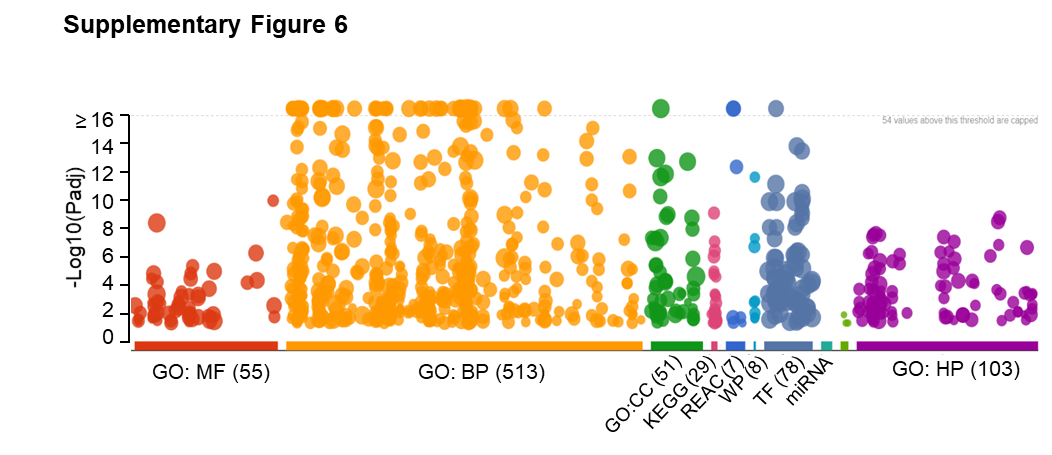 Supplementary Figure 6
≥ 16
54 values above this threshold are capped
14
12
10
8
6
4
2
0
-Log10(Padj)
GO: MF (55)
GO: BP (513)
GO:CC (51)
KEGG (29)
REAC (7)
WP (8)
TF (78)
miRNA
GO: HP (103)